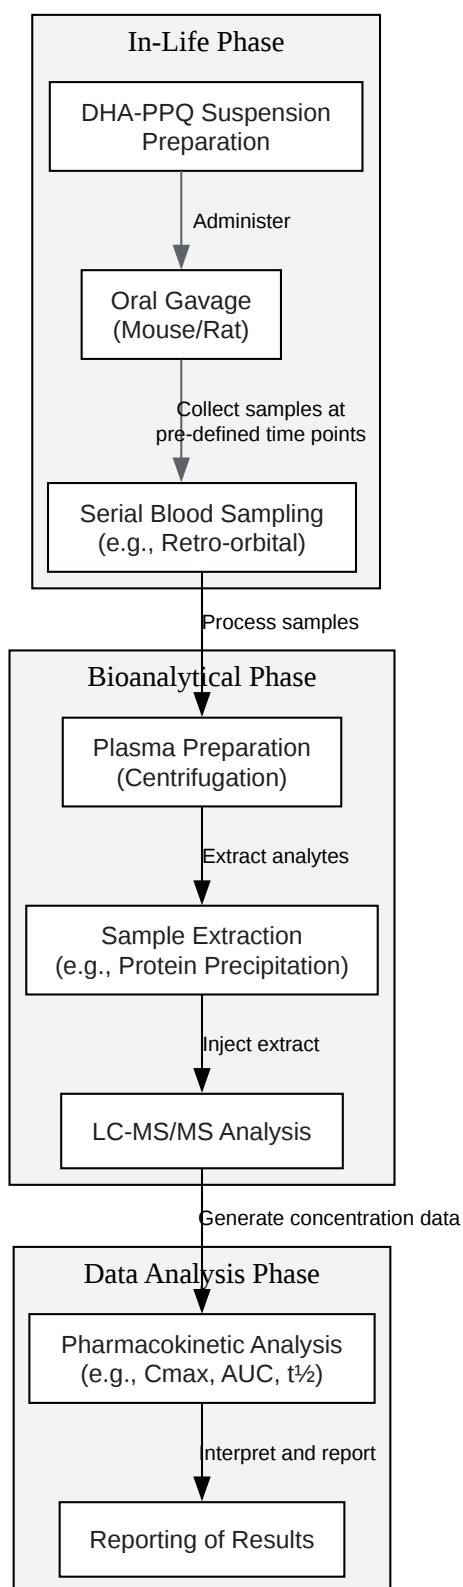 In-Life Phase
DHA-PPQ Suspension
Preparation
Administer
Oral Gavage
(Mouse/Rat)
Collect samples at
pre-defined time points
Serial Blood Sampling
(e.g., Retro-orbital)
Process samples
Bioanalytical Phase
Plasma Preparation
(Centrifugation)
Extract analytes
Sample Extraction
(e.g., Protein Precipitation)
Inject extract
LC-MS/MS Analysis
Generate concentration data
Data Analysis Phase
Pharmacokinetic Analysis
(e.g., Cmax, AUC, t½)
Interpret and report
Reporting of Results